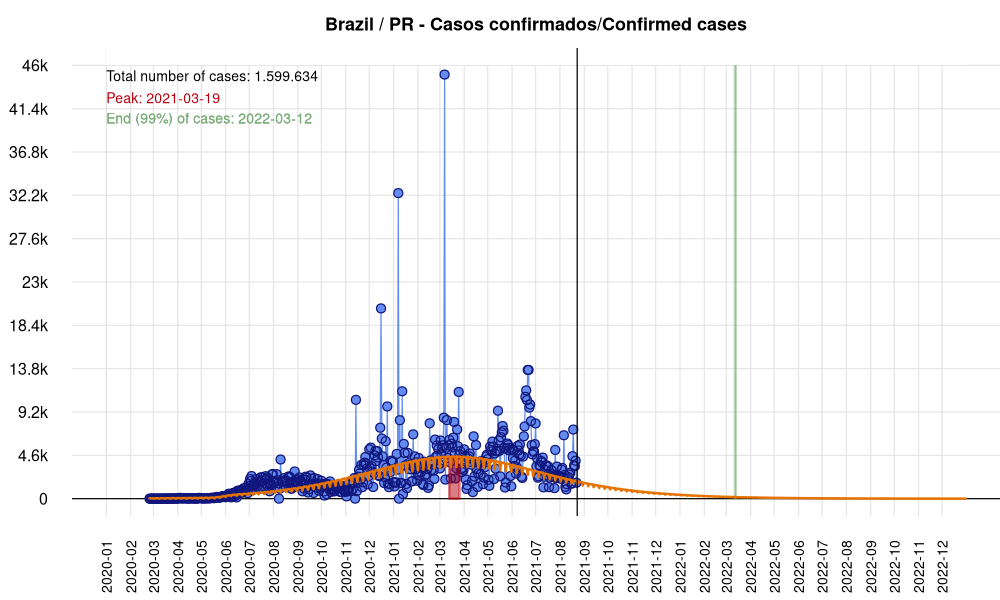 Brazil / PR - Casos confirmados/Confirmed cases
Total number of cases: 1.599.634
Peak: 2021-03-19
End (99%) of cases: 2022-03-12
46k
41.4k
36.8k
32.2k
27.6k
23k
18.4k
13.8k
9.2k
4.6k
0
2020-01
2020-02
2020-03
2020-04
2020-05
2020-06
2020-07
2020-08
2020-09
2020-10
2020-11
2020-12
2021-01
2021-02
2021-03
2021-04
2021-05
2021-06
2021-07
2021-08
2021-09
2021-10
2021-11
2021-12
2022-01
2022-02
2022-03
2022-04
2022-05
2022-06
2022-07
2022-08
2022-09
2022-10
2022-11
2022-12